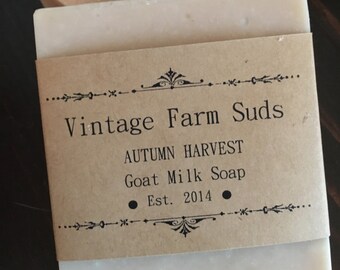 Vintage Farm Suds
AUTUMN HARVEST
Goat Milk Soap
● Est. 2014 ●